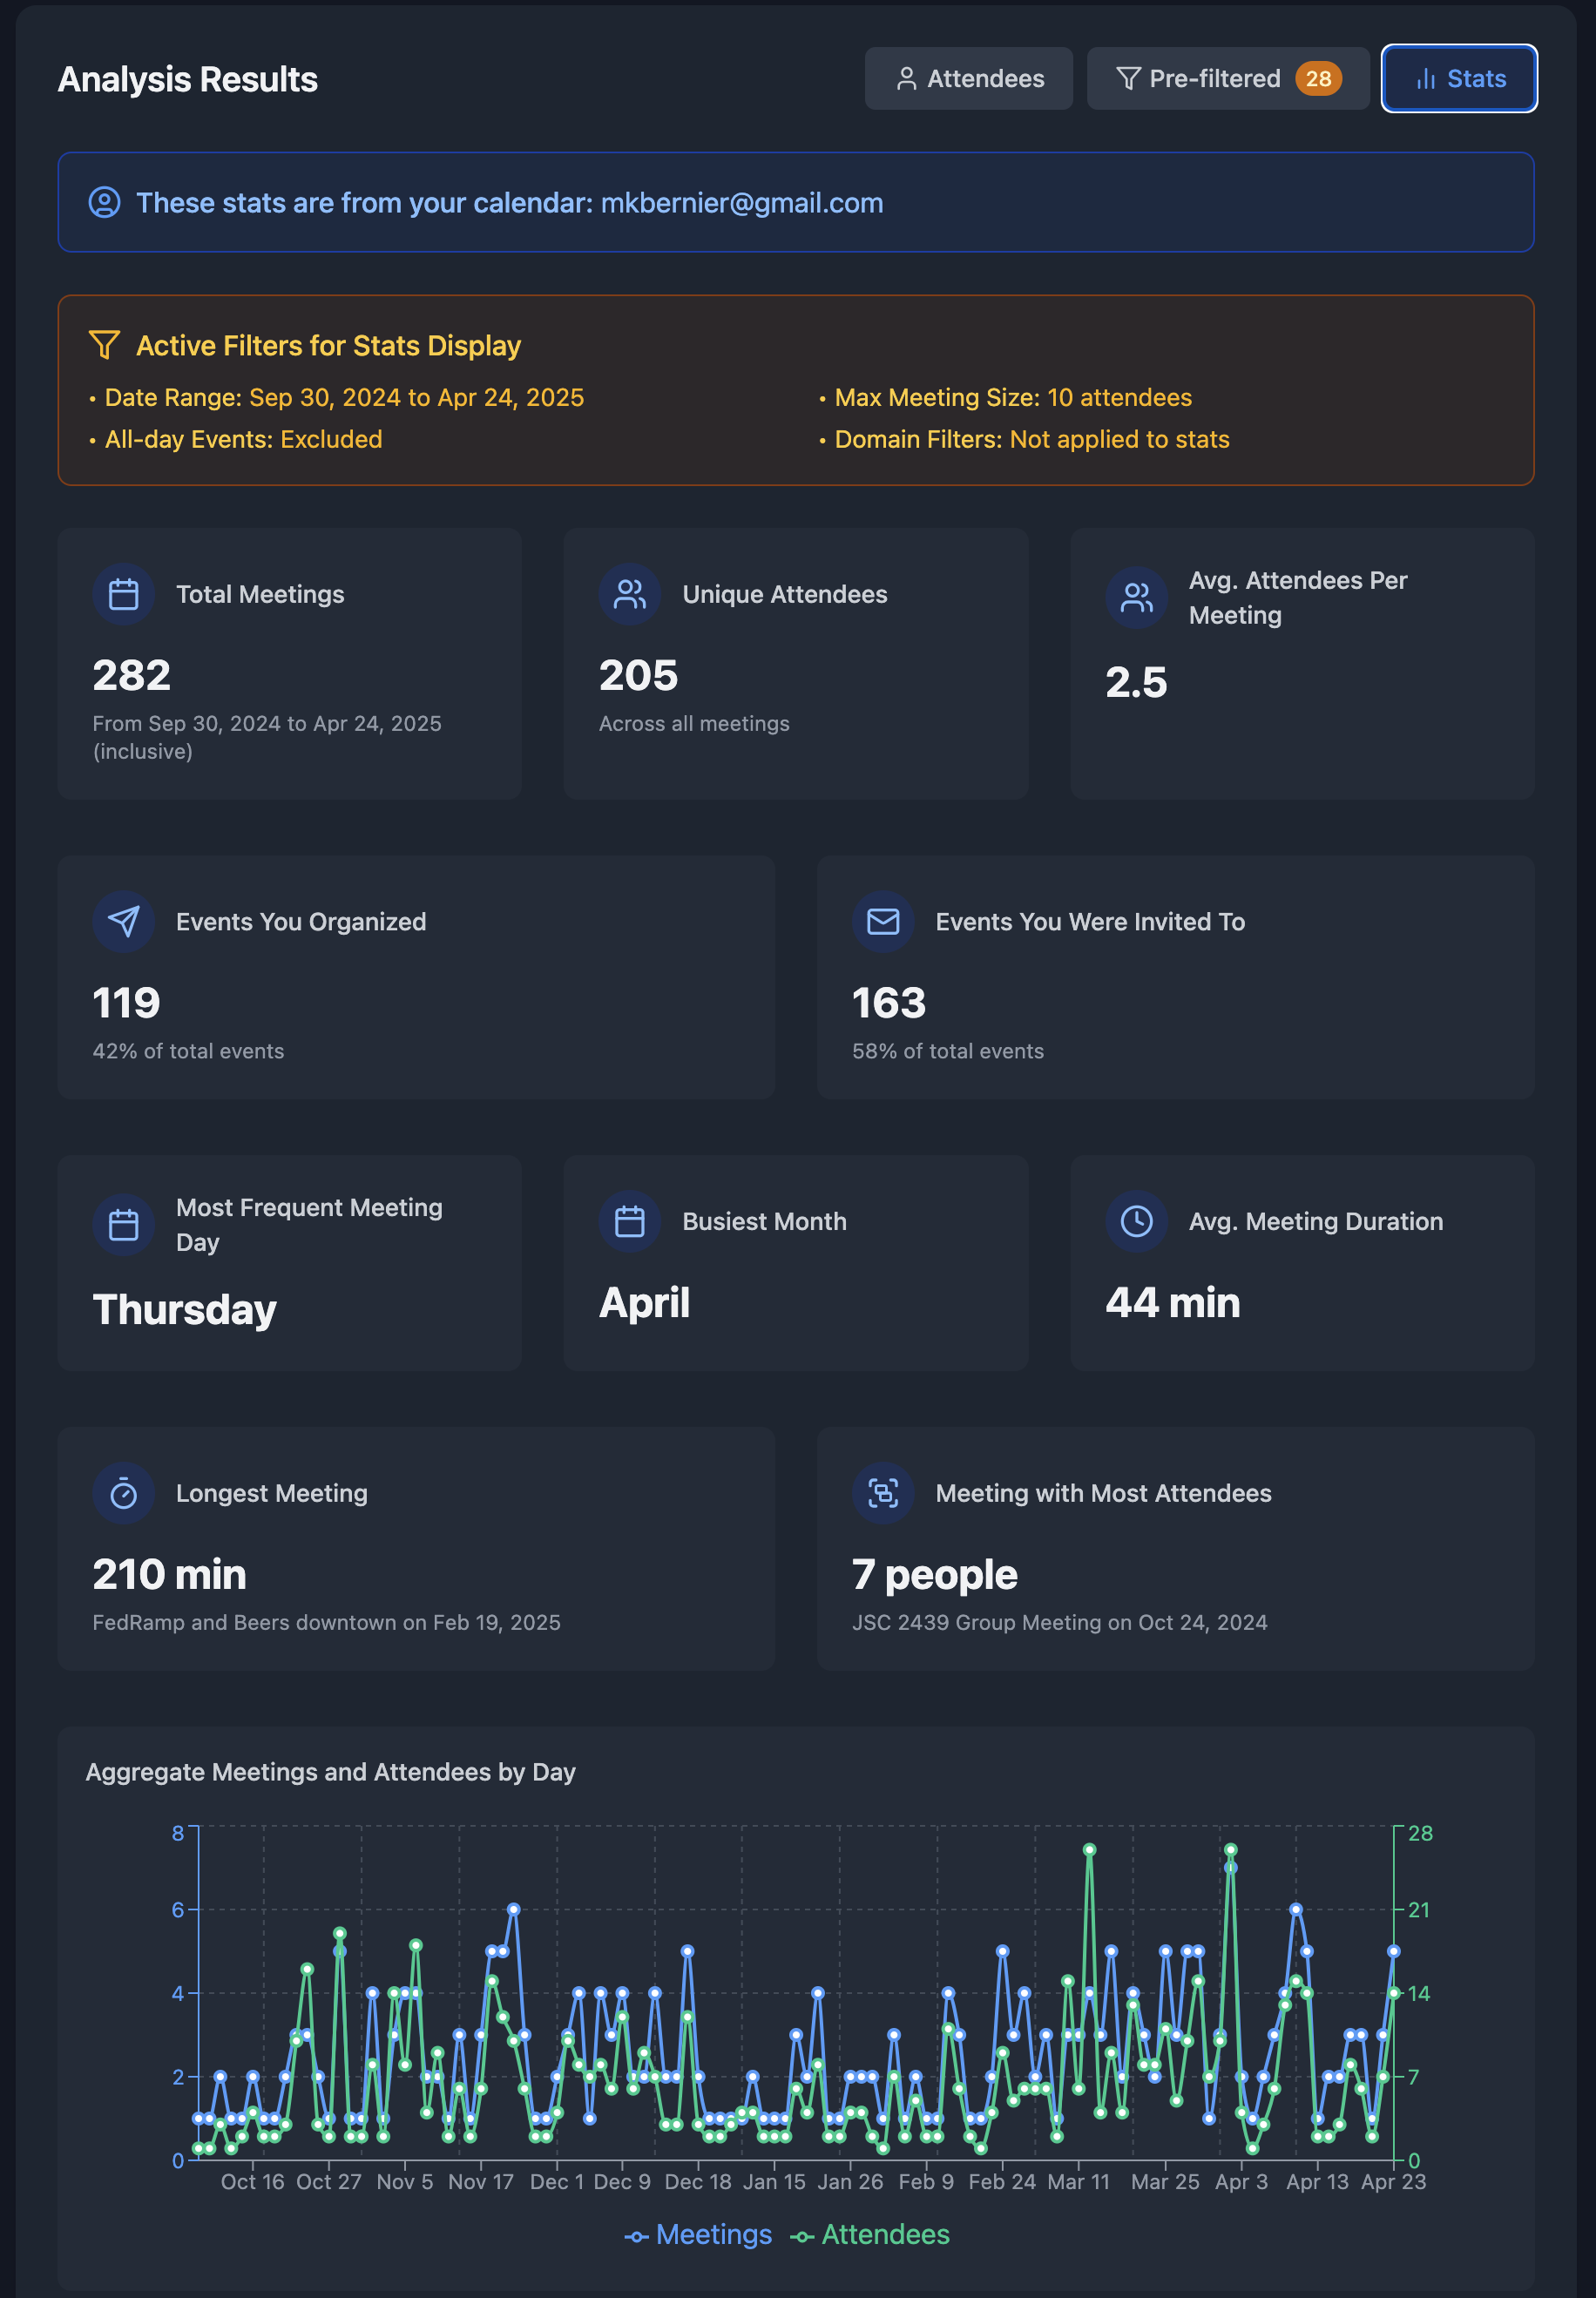 Analysis Results
Attendees
Pre-filtered 28
Stats
These stats are from your calendar: mkbernier@gmail.com
Active Filters for Stats Display
• Date Range: Sep 30, 2024 to Apr 24, 2025
• Max Meeting Size: 10 attendees
• All-day Events: Excluded
• Domain Filters: Not applied to stats
Total Meetings
282
From Sep 30, 2024 to Apr 24, 2025
(inclusive)
Unique Attendees
205
Across all meetings
Avg. Attendees Per
Meeting
2.5
Events You Organized
119
42% of total events
Events You Were Invited To
163
58% of total events
Most Frequent Meeting
Day
Thursday
Busiest Month
April
Avg. Meeting Duration
44 min
Longest Meeting
210 min
FedRamp and Beers downtown on Feb 19, 2025
Meeting with Most Attendees
7 people
JSC 2439 Group Meeting on Oct 24, 2024
Aggregate Meetings and Attendees by Day
8 28
6 21
4 14
2 7
0 0
Oct 16 Oct 27 Nov 5 Nov 17 Dec 1 Dec 9 Dec 18 Jan 15 Jan 26 Feb 9 Feb 24 Mar 11 Mar 25 Apr 3 Apr 13 Apr 23
Meetings Attendees